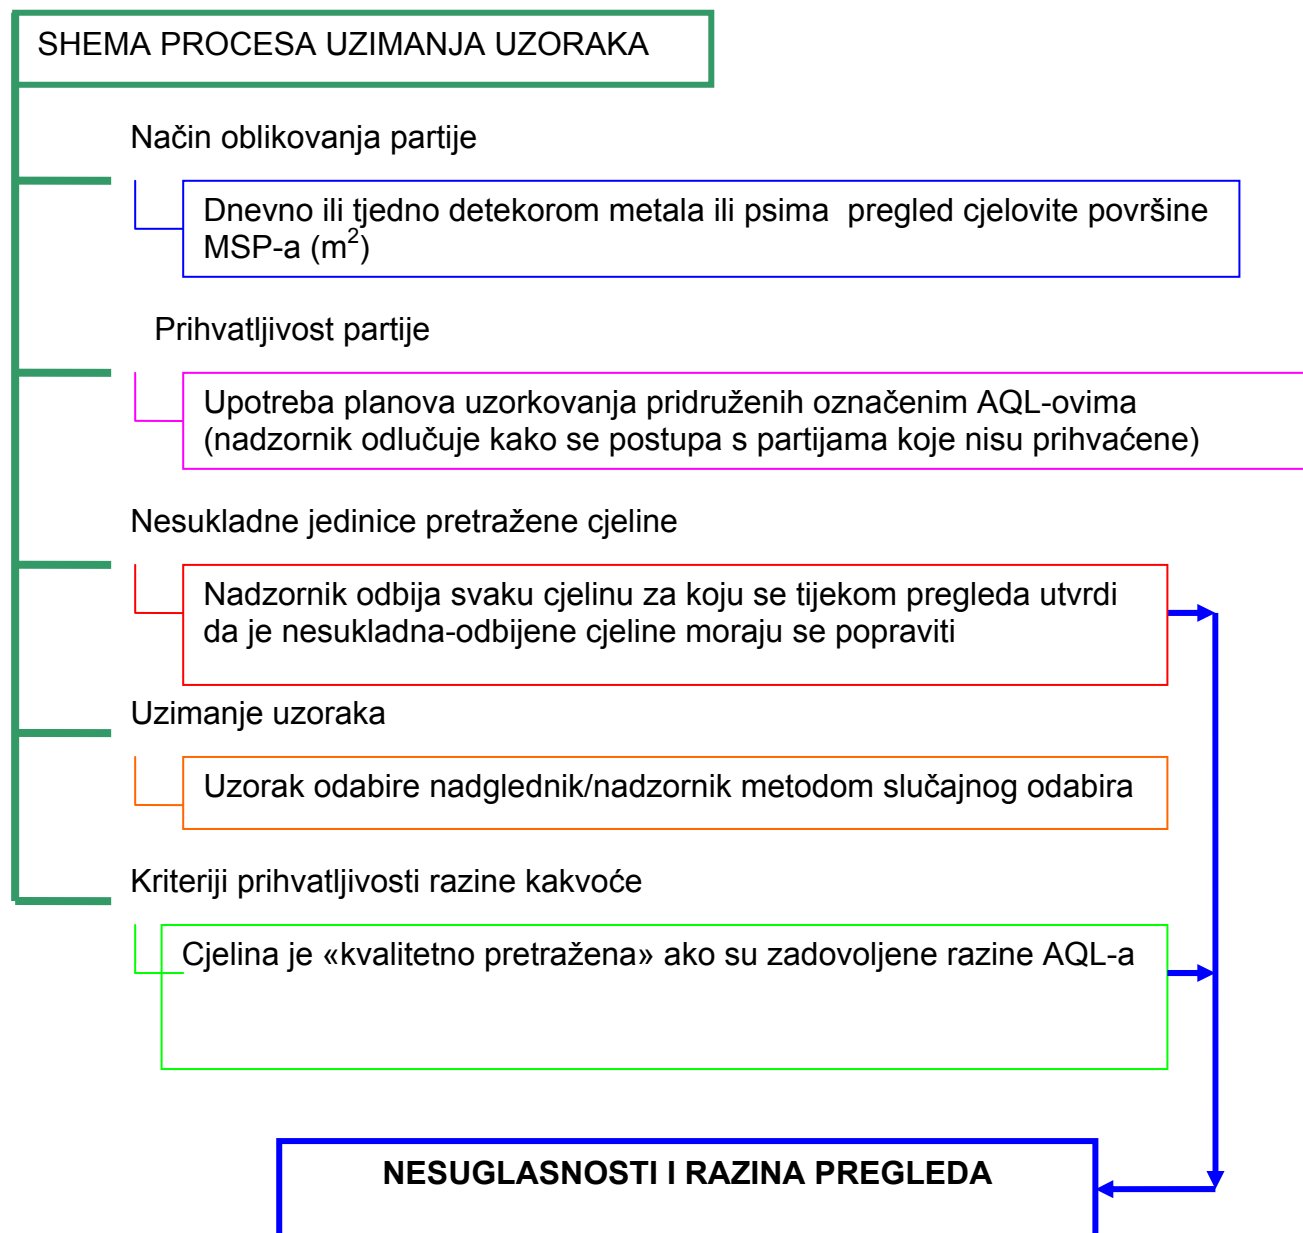 SHEMA PROCESA UZIMANJA UZORAKA
Način oblikovanja partije
Dnevno ili tjedno detekorom metala ili psima  pregled cjelovite površine
MSP-a (m²)
Prihvatljivost partije
Upotreba planova uzorkovanja pridruženih označenim AQL-ovima
(nadzornik odlučuje kako se postupa s partijama koje nisu prihvaćene)
Nesukladne jedinice pretražene cjeline
Nadzornik odbija svaku cjelinu za koju se tijekom pregleda utvrdi
da je nesukladna-odbijene cjeline moraju se popraviti
Uzimanje uzoraka
Uzorak odabire nadglednik/nadzornik metodom slučajnog odabira
Kriteriji prihvatljivosti razine kakvoće
Cjelina je «kvalitetno pretražena» ako su zadovoljene razine AQL-a
NESUGLASNOSTI I RAZINA PREGLEDA